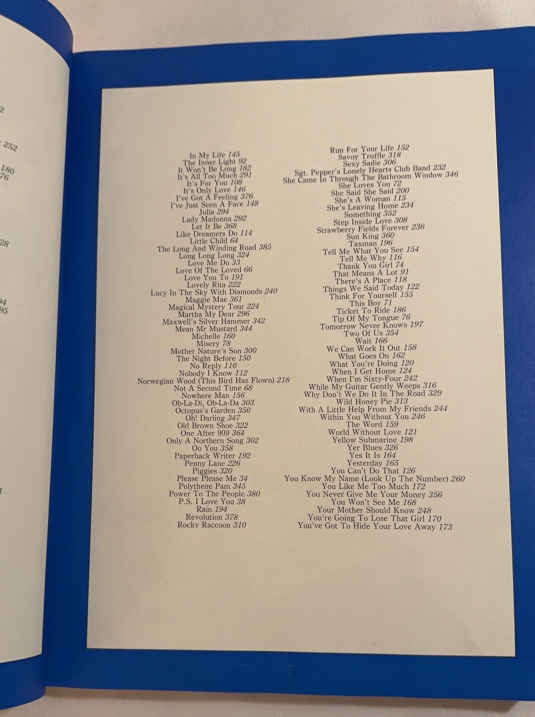 252
180
76
28
In My Life 145
The Inner Light 92
It Won't Be Long 182
It's All Too Much 291
It's For You 108
It's Only Love 146
I've Got A Feeling 376
I've Just Seen A Face 148
Julia 294
Lady Madonna 292
Let It Be 368
Like Dreamers Do 114
Little Child 64
The Long And Winding Road 385
Long Long Long 324
Love Me Do 33
Love Of The Loved 66
Love You To 191
Lovely Rita 222
Lucy In The Sky With Diamonds 240
Maggie Mae 361
Magical Mystery Tour 224
Martha My Dear 296
Maxwell's Silver Hammer 342
Mean Mr Mustard 344
Michelle 160
Misery 78
Mother Nature's Son 300
The Night Before 150
No Reply 110
Nobody I Know 112
Norwegian Wood (This Bird Has Flown) 218
Not A Second Time 68
Nowhere Man 156
Ob-La-Di, Ob-La-Da 303
Octopus's Garden 350
Oh! Darling 347
Old Brown Shoe 322
One After 909 364
Only A Northern Song 302
Oo You 358
Paperback Writer 192
Penny Lane 226
Piggies 320
Please Please Me 34
Polythene Pam 345
Power To The People 380
P.S. I Love You 38
Rain 194
Revolution 378
Rocky Raccoon 310
Run For Your Life 152
Savoy Truffle 318
Sexy Sadie 306
Sgt. Pepper's Lonely Hearts Club Band 232
She Came In Through The Bathroom Window 346
She Loves You 72
She Said She Said 200
She's A Woman 115
She's Leaving Home 234
Something 352
Step Inside Love 308
Strawberry Fields Forever 236
Sun King 360
Taxman 196
Tell Me What You See 154
Tell Me Why 116
Thank You Girl 74
That Means A Lot 91
There's A Place 118
Things We Said Today 122
Think For Yourself 155
This Boy 71
Ticket To Ride 186
Tip Of My Tongue 76
Tomorrow Never Knows 197
Two Of Us 354
Wait 166
We Can Work It Out 158
What Goes On 162
What You're Doing 120
When I Get Home 124
When I'm Sixty-Four 242
While My Guitar Gently Weeps 316
Why Don't We Do It In The Road 329
Wild Honey Pie 313
With A Little Help From My Friends 244
Within You Without You 246
The Word 159
World Without Love 121
Yellow Submarine 198
Yer Blues 326
Yes It Is 164
Yesterday 165
You Can't Do That 126
You Know My Name (Look Up The Number) 260
You Like Me Too Much 172
You Never Give Me Your Money 356
You Won't See Me 168
Your Mother Should Know 248
You're Going To Lose That Girl 170
You've Got To Hide Your Love Away 173